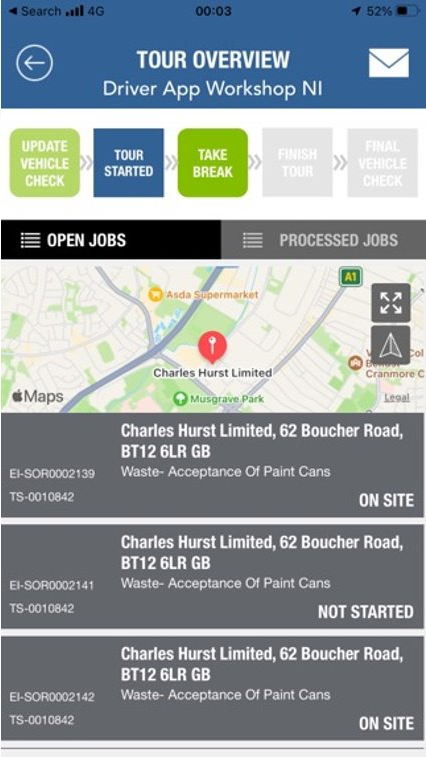 Search 4G 00:03 52%
TOUR OVERVIEW
Driver App Workshop NI
UPDATE
VEHICLE
CHECK
TOUR
STARTED
TAKE
BREAK
FINISH
TOUR
FINAL
VEHICLE
CHECK
OPEN JOBS
PROCESSED JOBS
A1
Asda Supermarket
Charles Hurst Limited
Cranmore C
Maps
Musgrave Park
Legal
Charles Hurst Limited, 62 Boucher Road,
BT12 6LR GB
EI-SOR0002139
Waste- Acceptance Of Paint Cans
TS-0010842
ON SITE
Charles Hurst Limited, 62 Boucher Road,
BT12 6LR GB
EI-SOR0002141
Waste- Acceptance Of Paint Cans
TS-0010842
NOT STARTED
Charles Hurst Limited, 62 Boucher Road,
BT12 6LR GB
EI-SOR0002142
Waste- Acceptance Of Paint Cans
TS-0010842
ON SITE